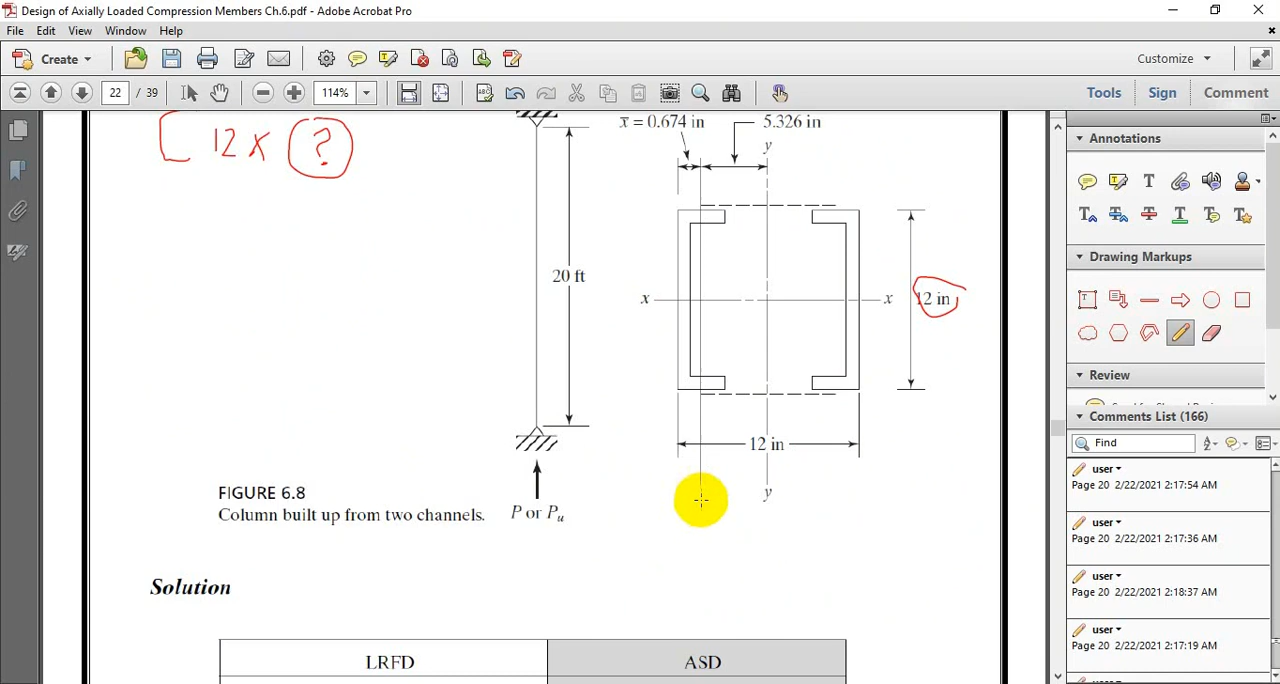 Design of Axially Loaded Compression Members Ch.6.pdf - Adobe Acrobat Pro
File Edit View Window Help
Create
Customize
22 / 39
114%
Tools Sign Comment
[ 12 x ?
x̄ = 0.674 in
5.326 in
y
20 ft
x
x
12 in
12 in
y
FIGURE 6.8
Column built up from two channels.
P or Pu
Solution
LRFD ASD
Annotations
Drawing Markups
Review
Comments List (166)
Find
user
Page 20 2/22/2021 2:17:54 AM
user
Page 20 2/22/2021 2:17:36 AM
user
Page 20 2/22/2021 2:18:37 AM
user
Page 20 2/22/2021 2:17:19 AM